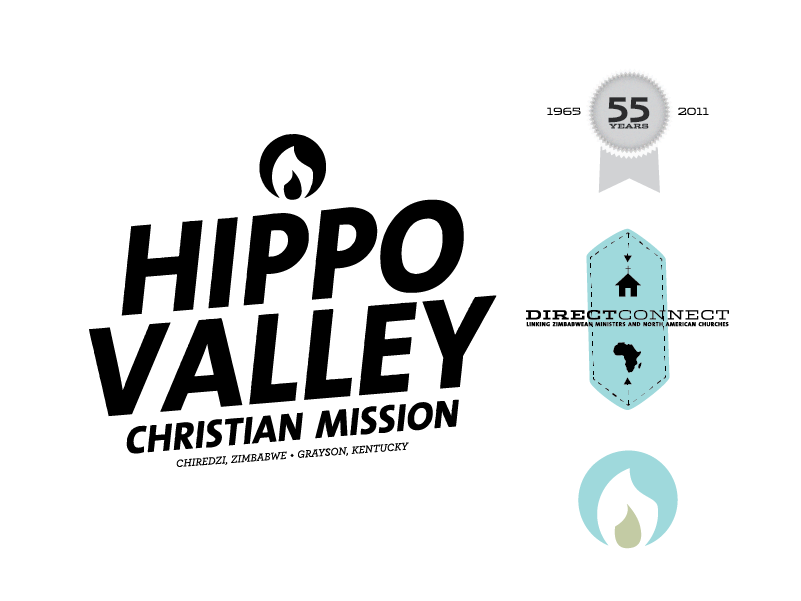 HIPPO
VALLEY
CHRISTIAN MISSION
CHIREDZI, ZIMBABWE • GRAYSON, KENTUCKY
1965 55 2011
YEARS
DIRECTCONNECT
LINKING ZIMBABWEAN MINISTERS AND NORTH AMERICAN CHURCHES